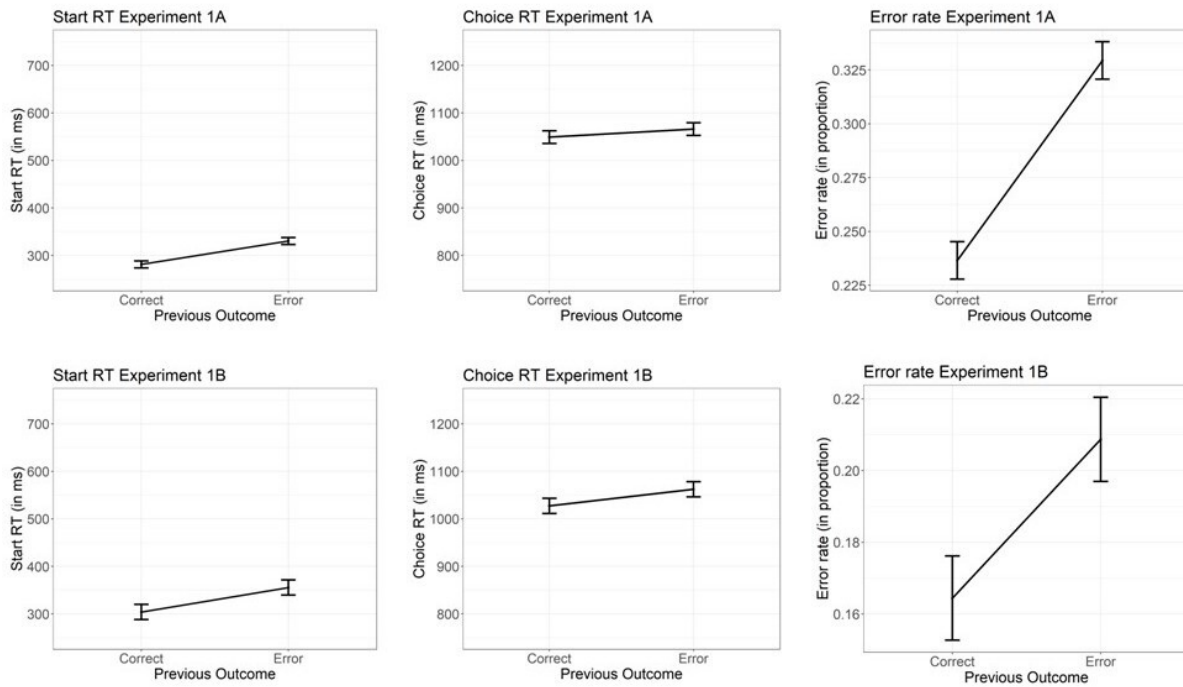 Start RT Experiment 1A
Start RT (in ms)
700
600
500
400
300
Correct Error
Previous Outcome
Choice RT Experiment 1A
Choice RT (in ms)
1200
1100
1000
900
800
Correct Error
Previous Outcome
Error rate Experiment 1A
Error rate (in proportion)
0.325
0.300
0.275
0.250
0.225
Correct Error
Previous Outcome
Start RT Experiment 1B
Start RT (in ms)
700
600
500
400
300
Correct Error
Previous Outcome
Choice RT Experiment 1B
Choice RT (in ms)
1200
1100
1000
900
800
Correct Error
Previous Outcome
Error rate Experiment 1B
Error rate (in proportion)
0.22
0.20
0.18
0.16
Correct Error
Previous Outcome